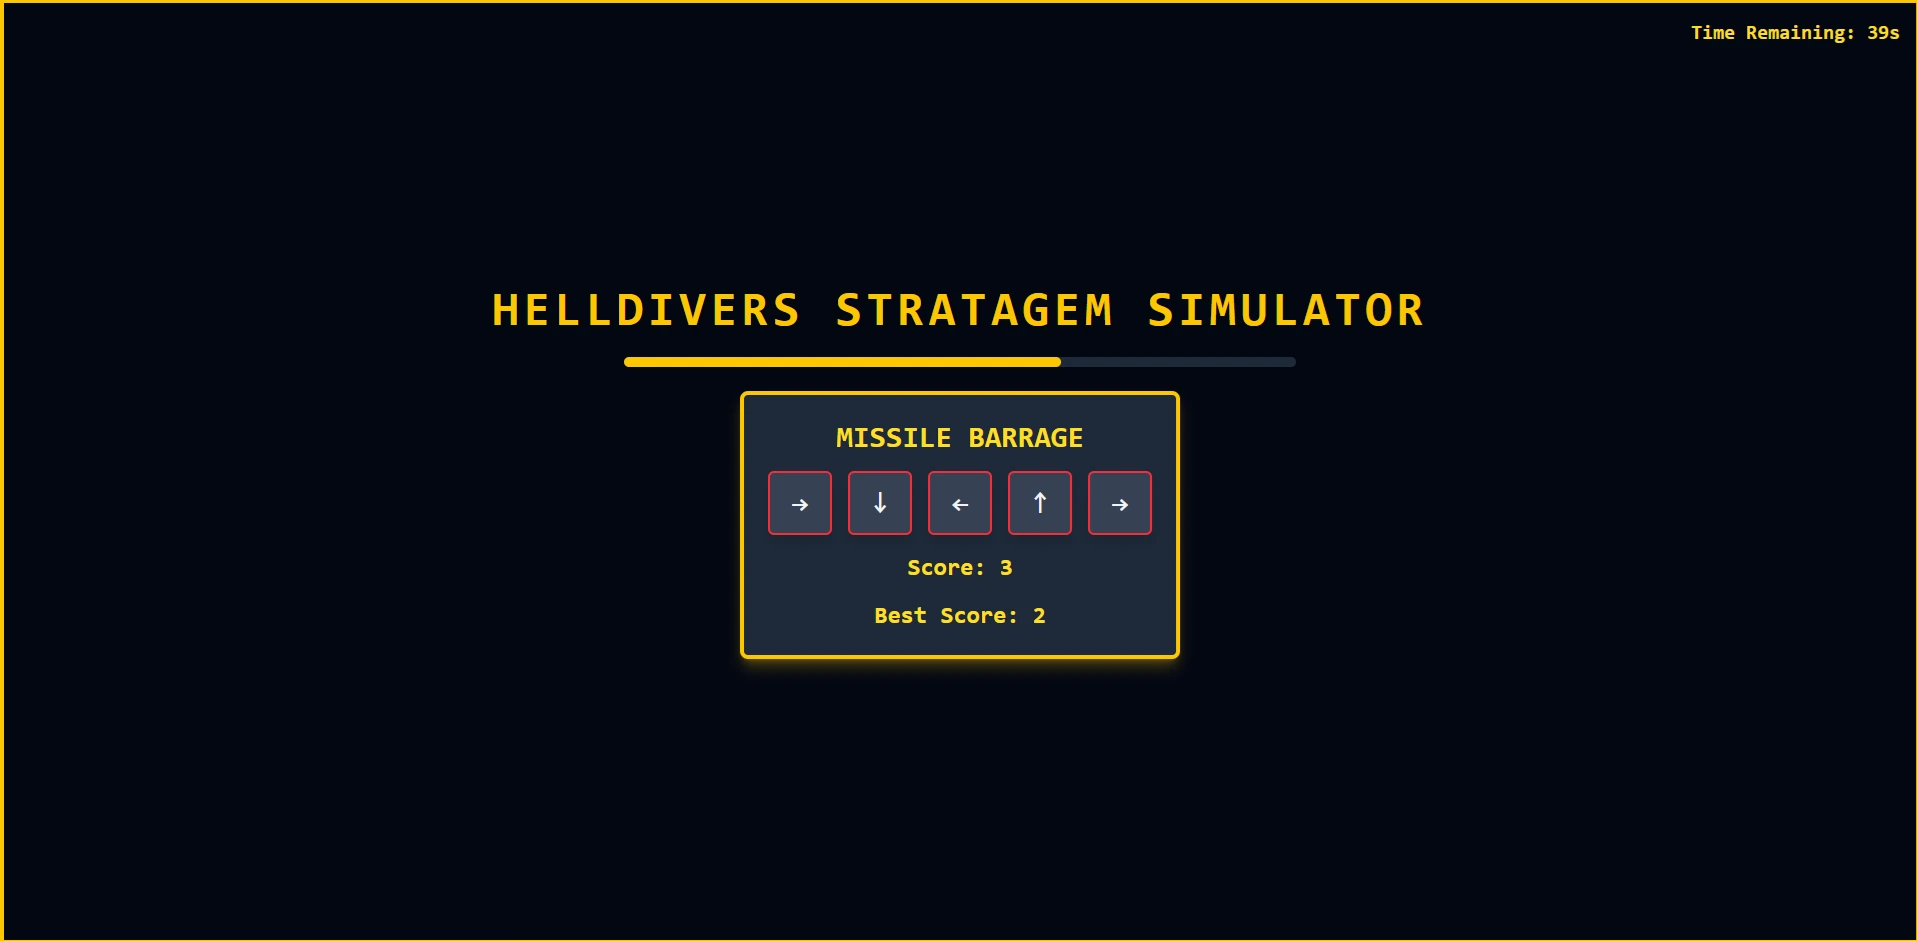 Time Remaining: 39s
HELLDIVERS STRATAGEM SIMULATOR
MISSILE BARRAGE
→ ↓ ← ↑ →
Score: 3
Best Score: 2